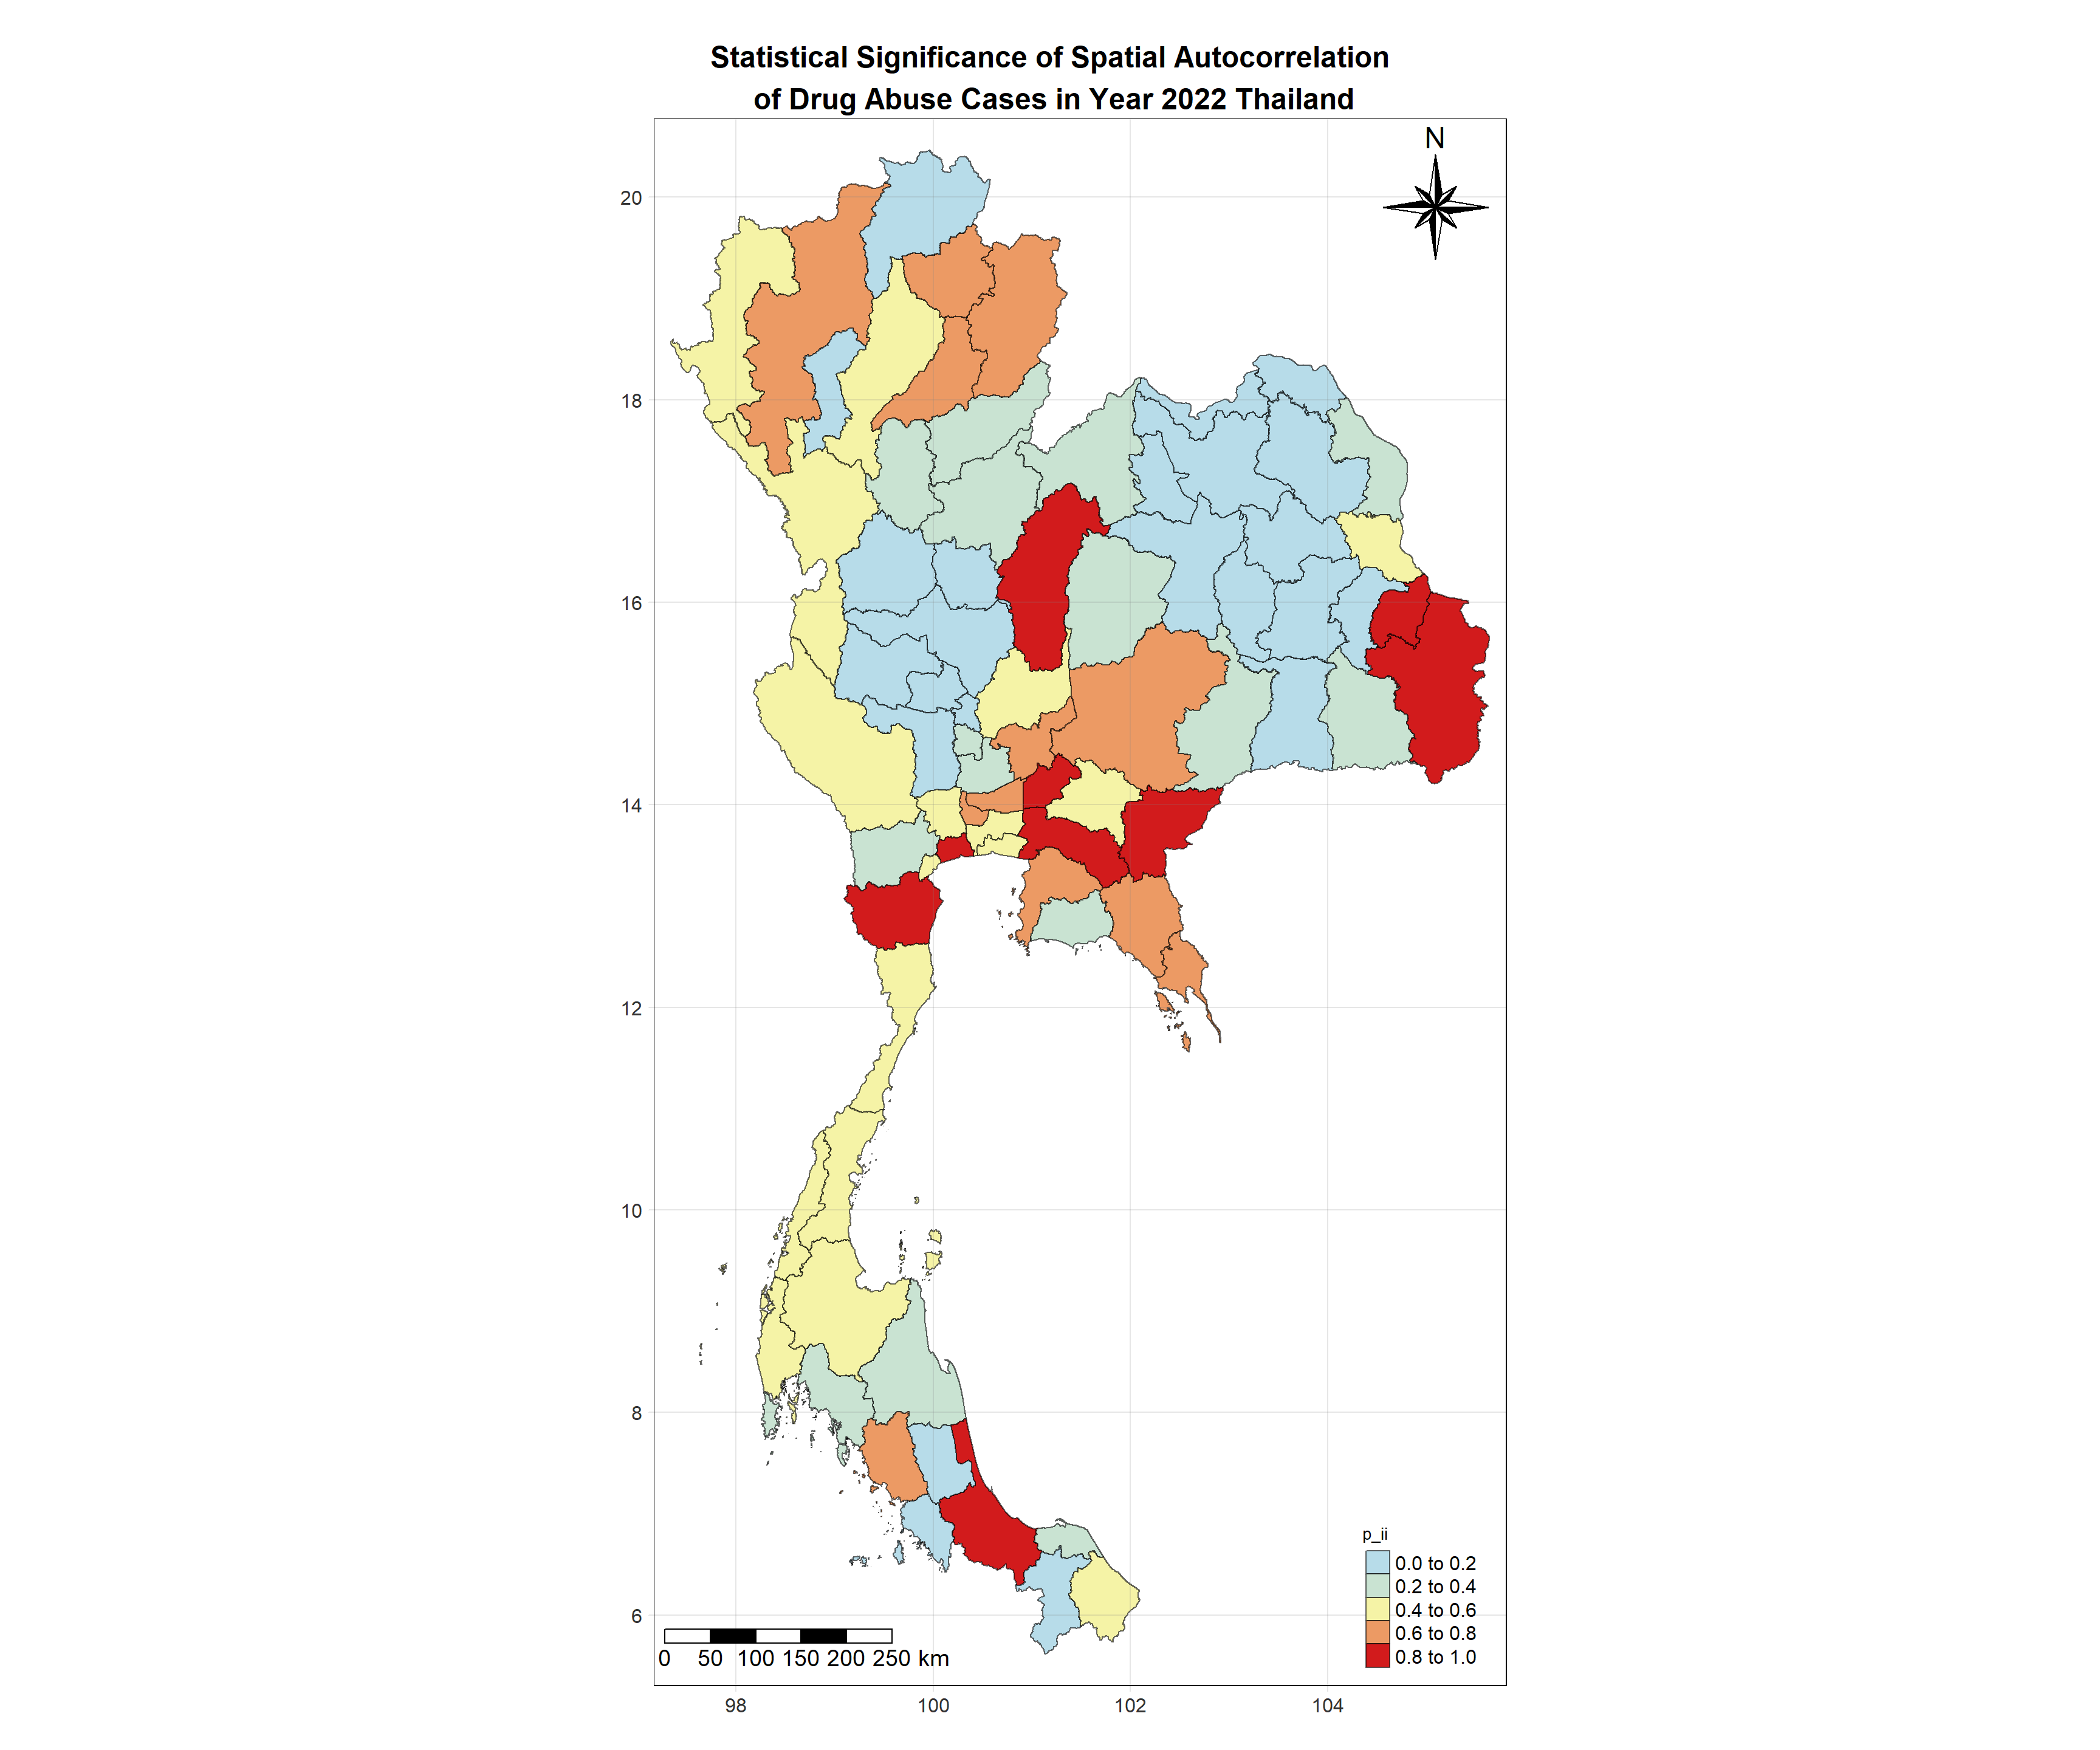 Statistical Significance of Spatial Autocorrelation
of Drug Abuse Cases in Year 2022 Thailand
N
20
18
16
14
12
10
8
6
p_ii
0.0 to 0.2
0.2 to 0.4
0.4 to 0.6
0.6 to 0.8
0.8 to 1.0
0 50 100 150 200 250 km
98 100 102 104